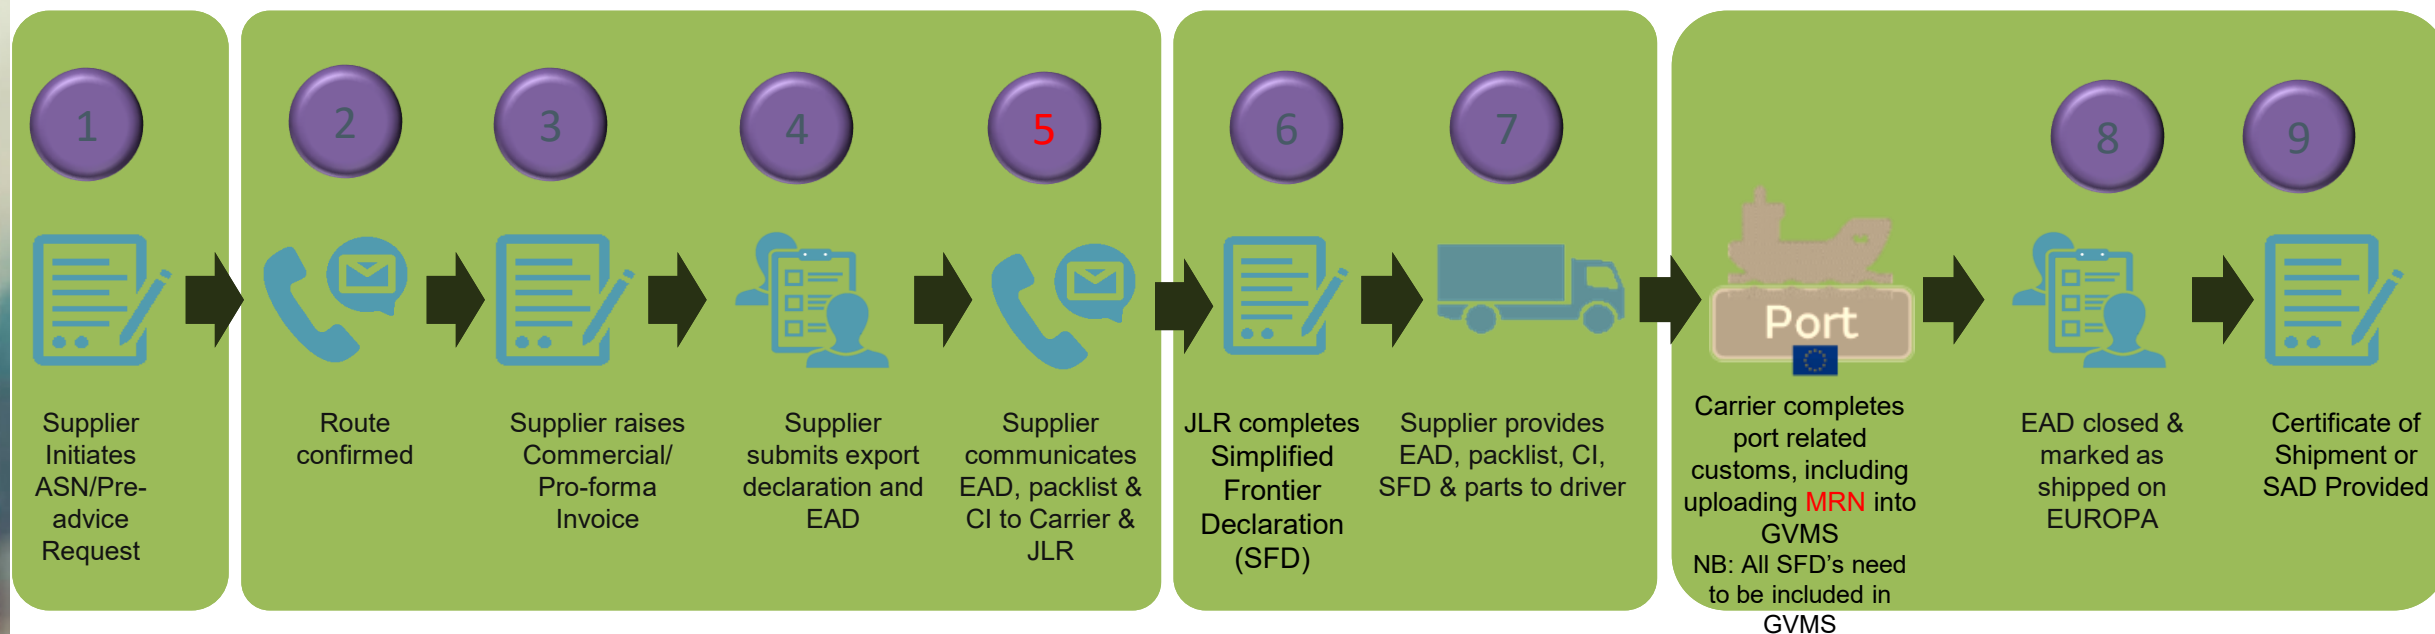 1
2
3
4
5
6
7
8
9
Supplier
Initiates
ASN/Pre-
advice
Request
Route
confirmed
Supplier raises
Commercial/
Pro-forma
Invoice
Supplier
submits export
declaration and
EAD
Supplier
communicates
EAD, packlist &
CI to Carrier &
JLR
JLR completes
Simplified
Frontier
Declaration
(SFD)
Supplier provides
EAD, packlist, CI,
SFD & parts to driver
Port
Carrier completes
port related
customs, including
uploading MRN into
GVMS
NB: All SFD's need
to be included in
GVMS
EAD closed &
marked as
shipped on
EUROPA
Certificate of
Shipment or
SAD Provided